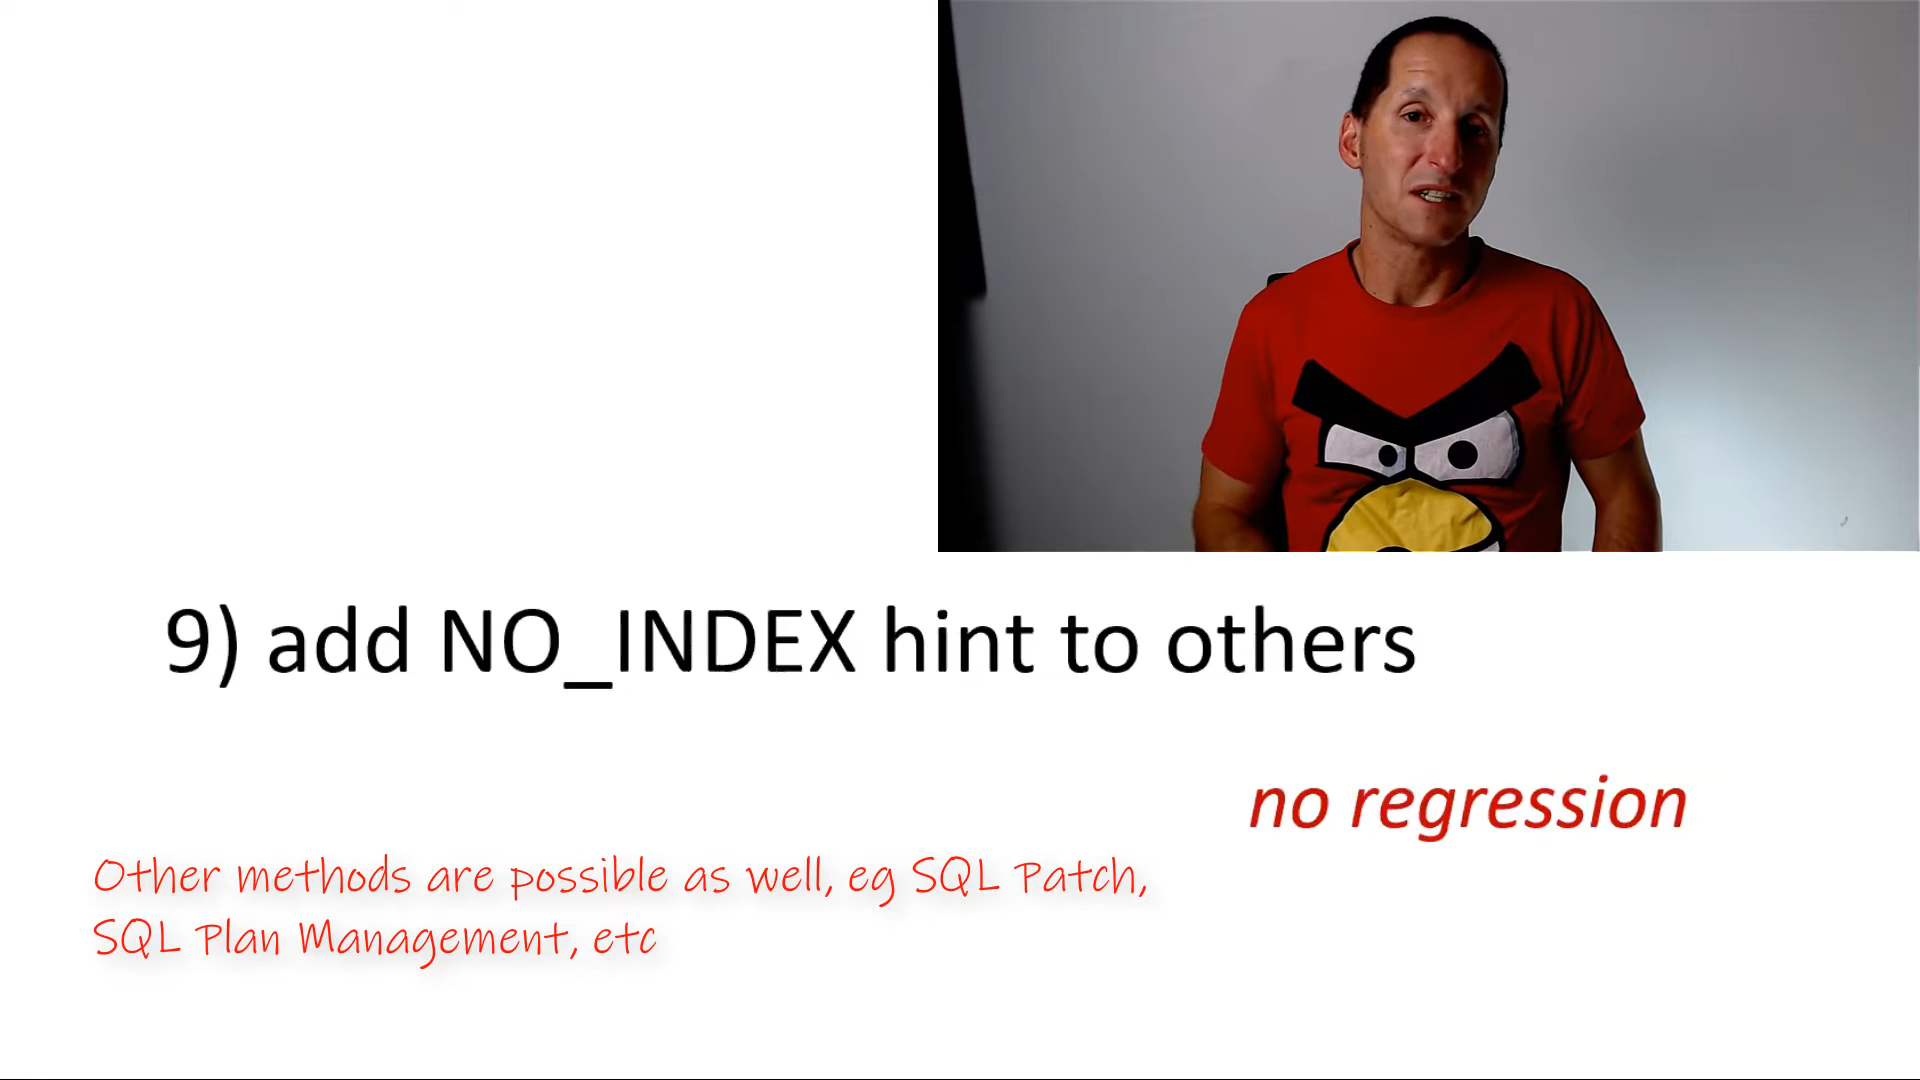 9) add NO_INDEX hint to others
no regression
Other methods are possible as well, eg SQL Patch,
SQL Plan Management, etc